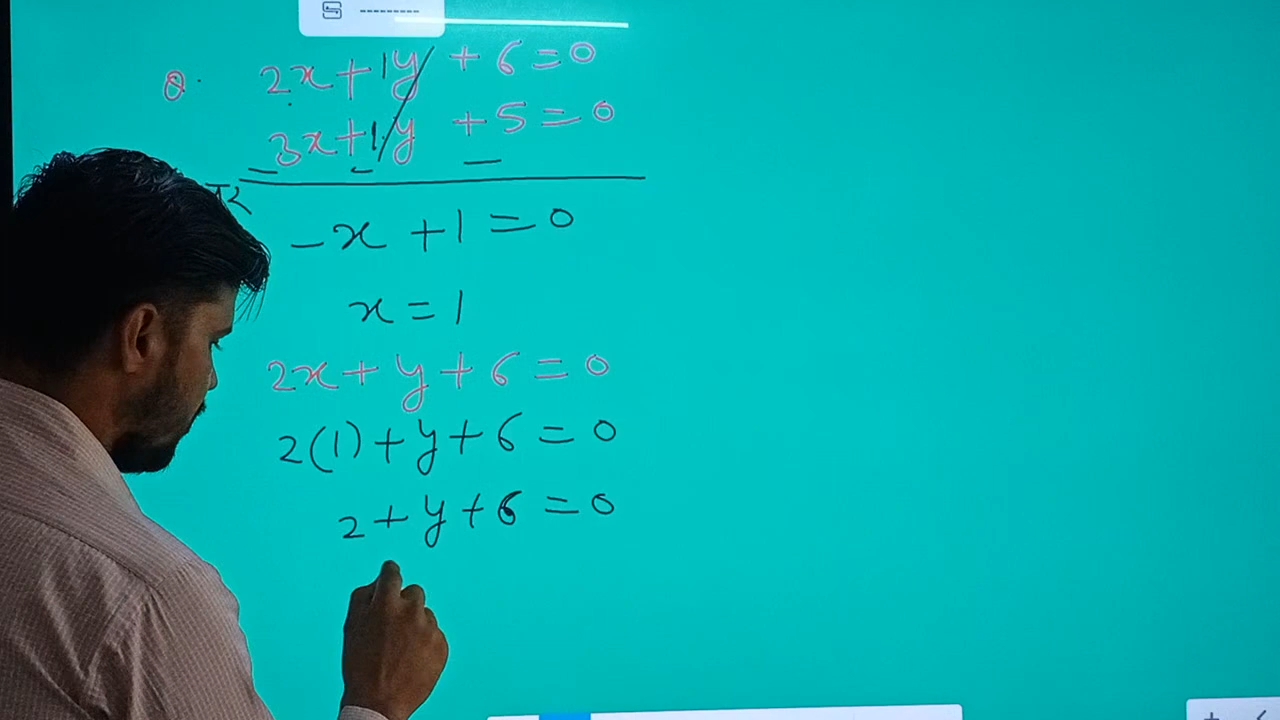 Q. 2x + 1y + 6 = 0
3x + 1y + 5 = 0
- - -
-x + 1 = 0
x = 1
2x + y + 6 = 0
2(1) + y + 6 = 0
2 + y + 6 = 0